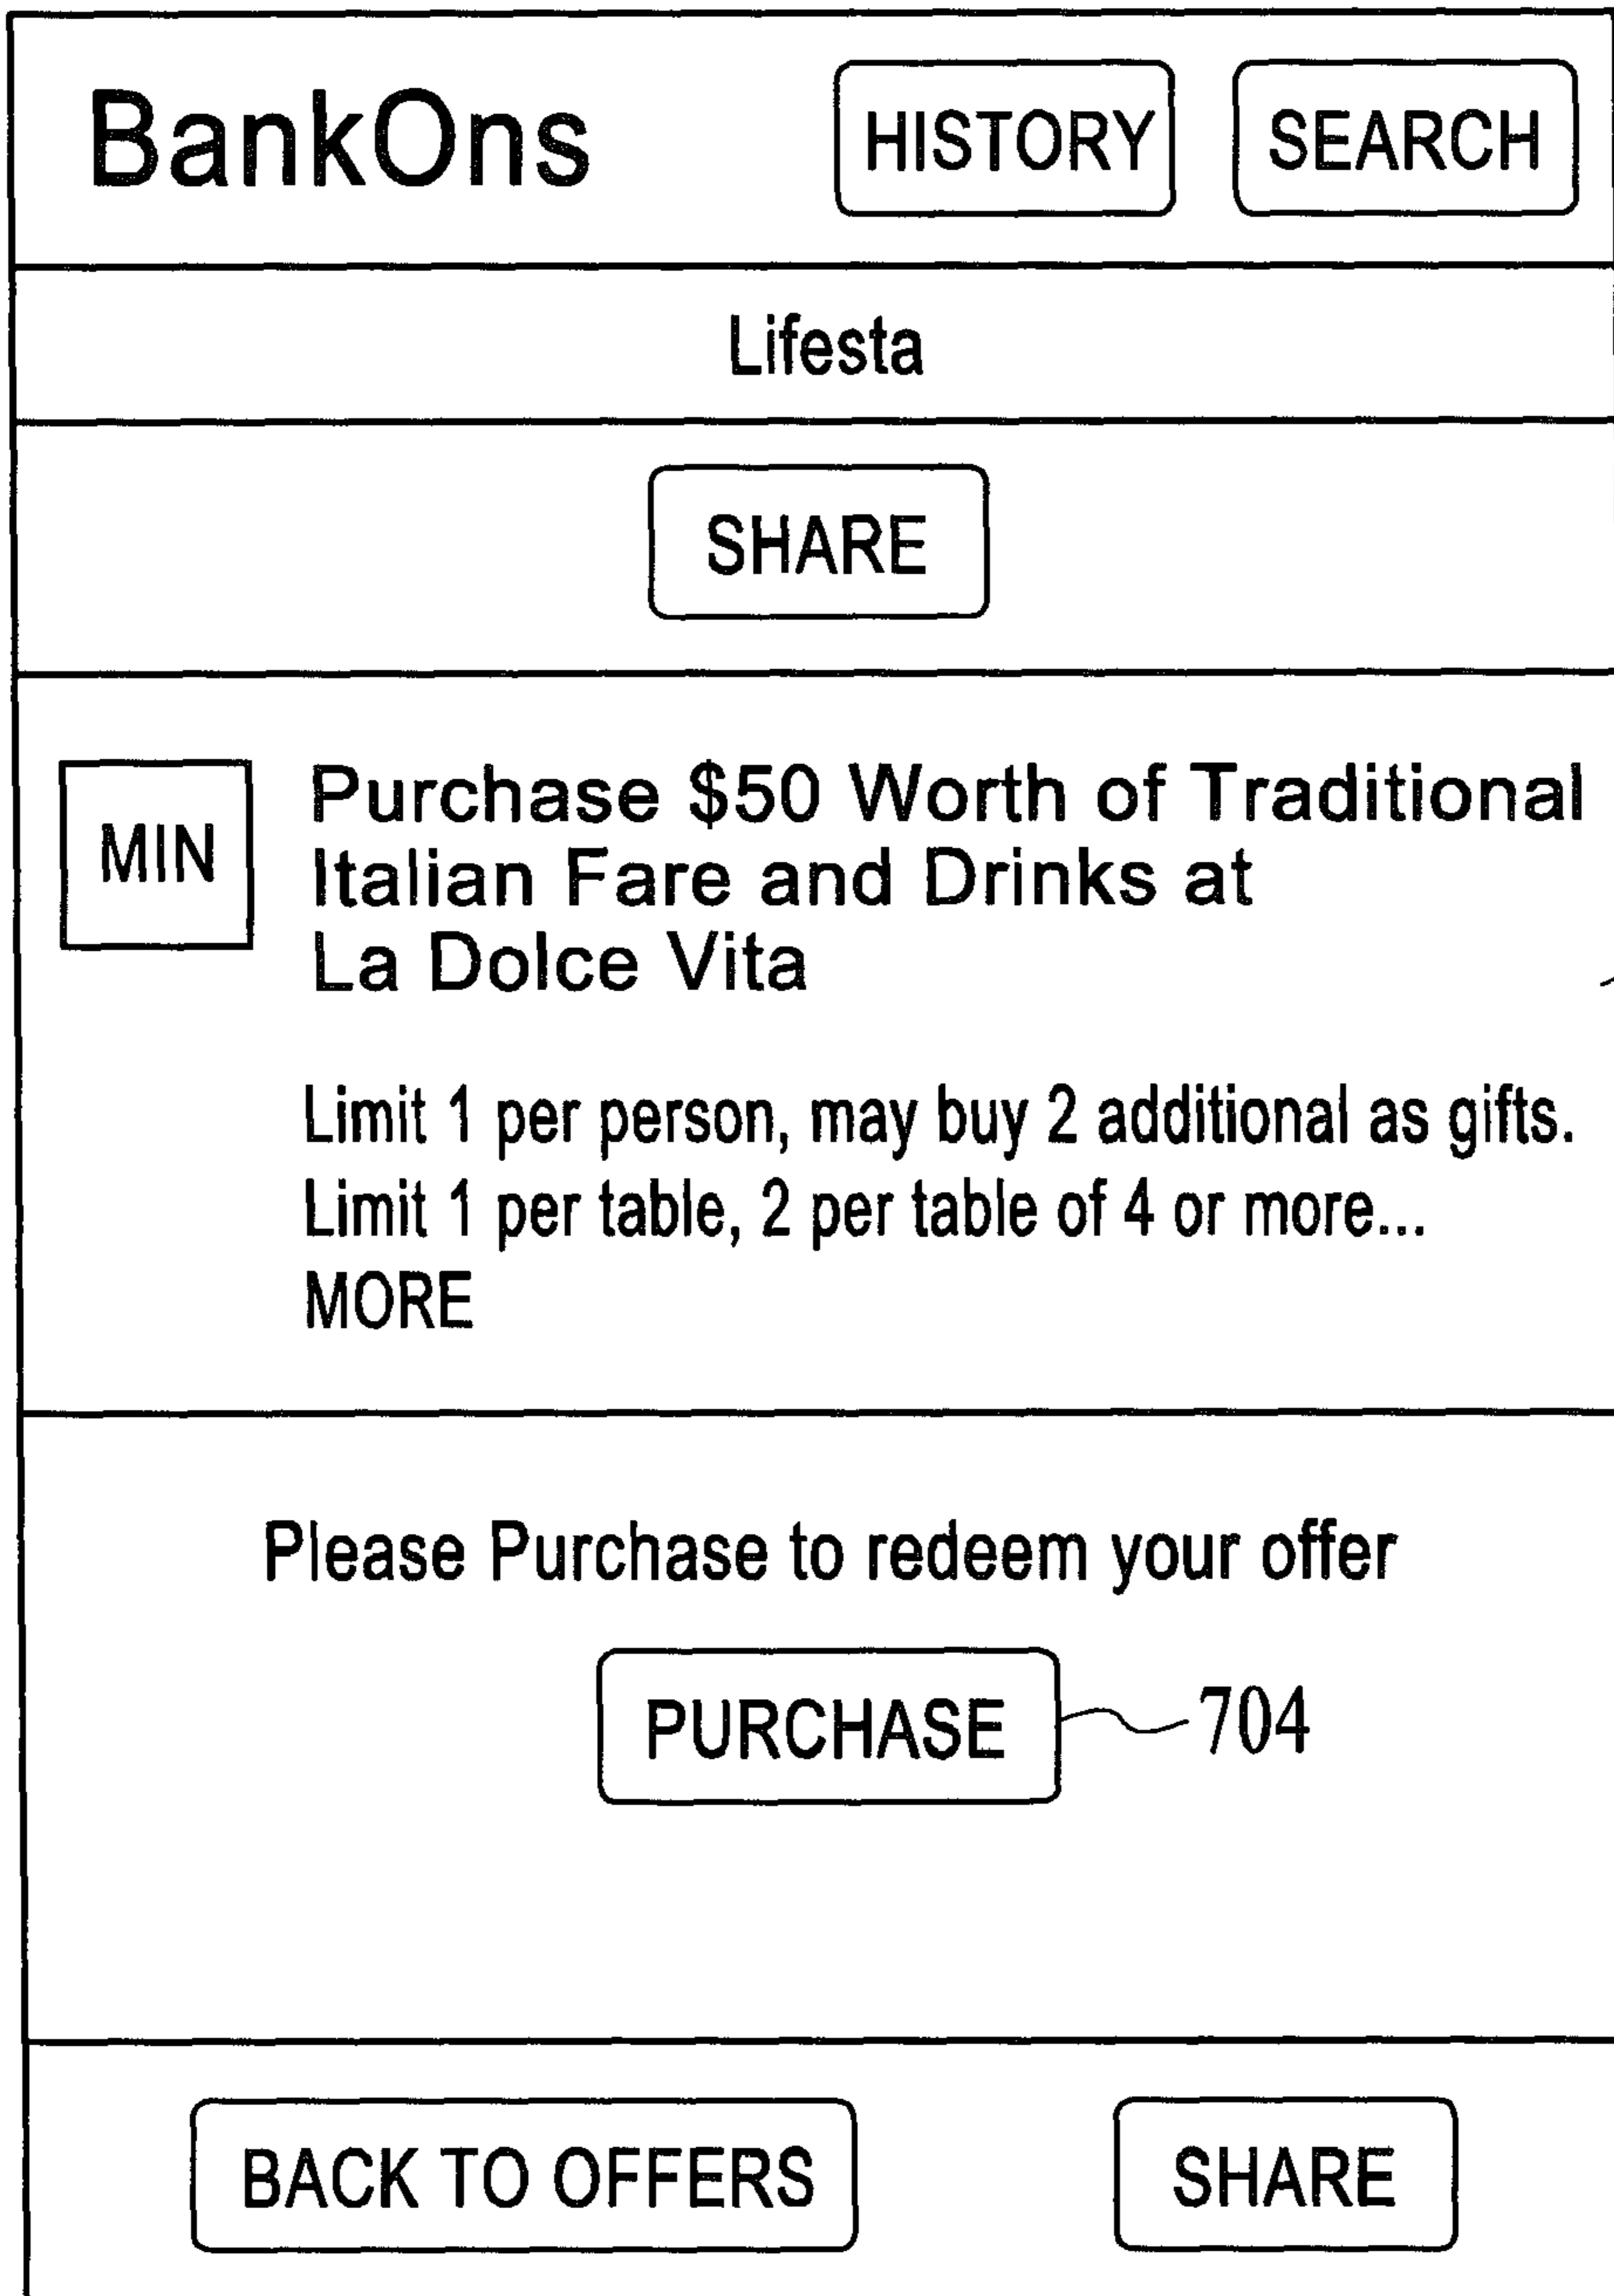 BankOns HISTORY SEARCH
Lifesta
SHARE
MIN
Purchase $50 Worth of Traditional
Italian Fare and Drinks at
La Dolce Vita
Limit 1 per person, may buy 2 additional as gifts.
Limit 1 per table, 2 per table of 4 or more...
MORE
Please Purchase to redeem your offer
PURCHASE 704
BACK TO OFFERS SHARE